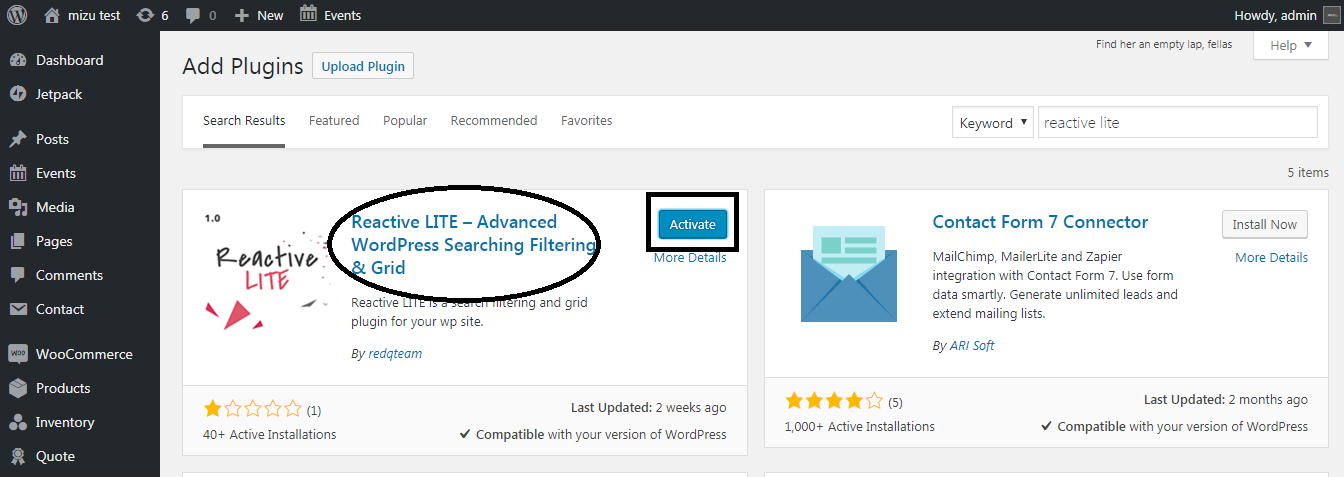 mizu test
6
0
New
Events
Howdy, admin
Dashboard
Jetpack
Posts
Events
Media
Pages
Comments
Contact
WooCommerce
Products
Inventory
Quote
Find her an empty lap, fellas
Help
Add Plugins
Upload Plugin
Search Results
Featured
Popular
Recommended
Favorites
Keyword
reactive lite
5 items
1.0
Reactive
LITE
Reactive LITE – Advanced
WordPress Searching Filtering
& Grid
Activate
More Details
Reactive LITE is a search filtering and grid
plugin for your wp site.
By redqteam
(1)
40+ Active Installations
Last Updated: 2 weeks ago
Compatible with your version of WordPress
Contact Form 7 Connector
Install Now
More Details
MailChimp, MailerLite and Zapier
integration with Contact Form 7. Use form
data smartly. Generate unlimited leads and
extend mailing lists.
By ARI Soft
(5)
1,000+ Active Installations
Last Updated: 2 months ago
Compatible with your version of WordPress